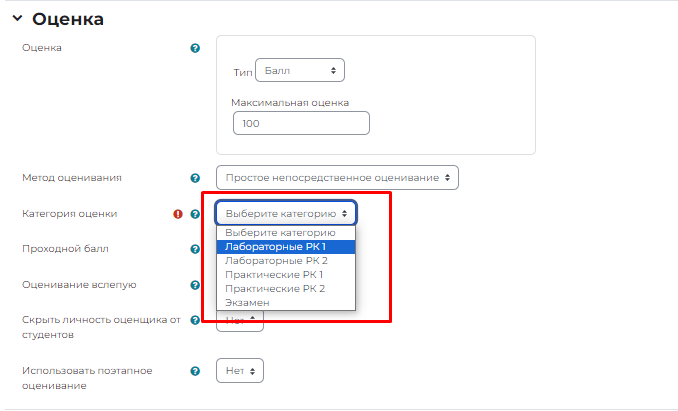 Оценка
Оценка
Тип Балл
Максимальная оценка
100
Метод оценивания Простое непосредственное оценивание
Категория оценки Выберите категорию
Выберите категорию
Лабораторные РК 1
Проходной балл
Лабораторные РК 2
Практические РК 1
Оценивание вслепую
Практические РК 2
Экзамен
Скрыть личность оценщика от
студентов
Нет
Использовать поэтапное
оценивание
Нет